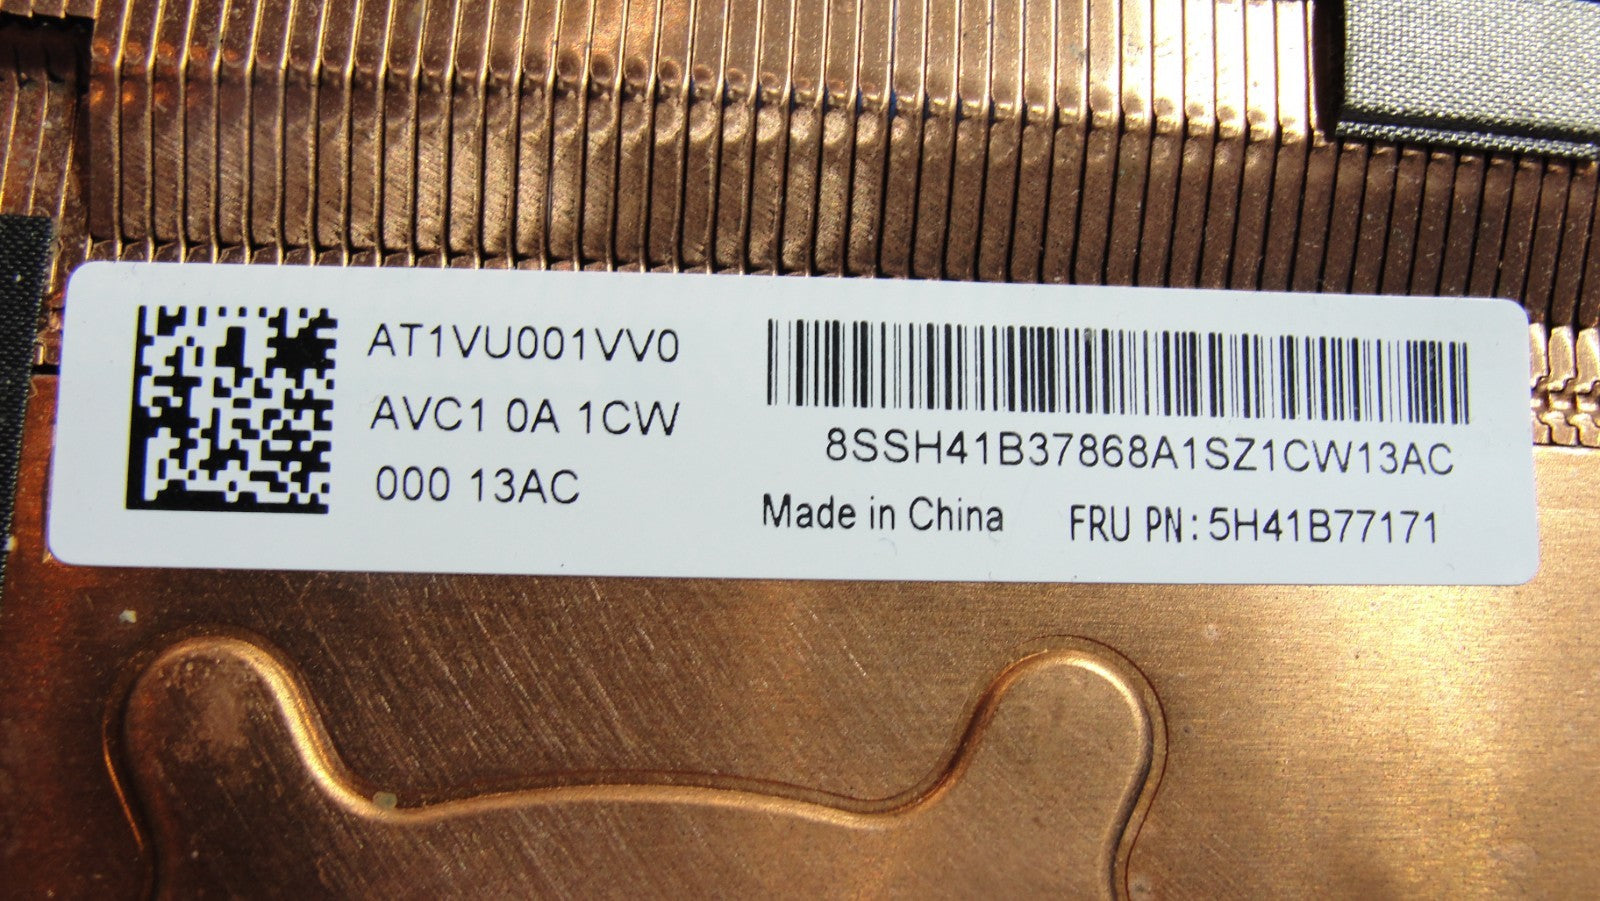 AT1VU001VV0
AVC1 0A 1CW
000 13AC
8SSH41B37868A1SZ1CW13AC
Made in China FRU PN: 5H41B77171